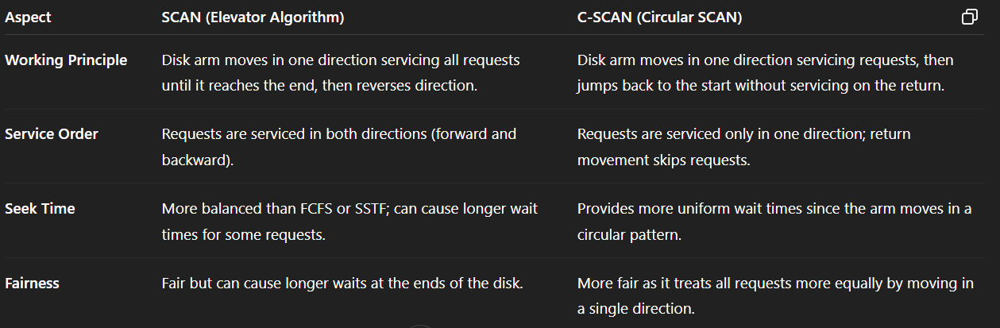 Aspect SCAN (Elevator Algorithm) C-SCAN (Circular SCAN)
Working Principle Disk arm moves in one direction servicing all requests Disk arm moves in one direction servicing requests, then
until it reaches the end, then reverses direction. jumps back to the start without servicing on the return.
Service Order Requests are serviced in both directions (forward and Requests are serviced only in one direction; return
backward). movement skips requests.
Seek Time More balanced than FCFS or SSTF; can cause longer wait Provides more uniform wait times since the arm moves in a
times for some requests. circular pattern.
Fairness Fair but can cause longer waits at the ends of the disk. More fair as it treats all requests more equally by moving in
a single direction.